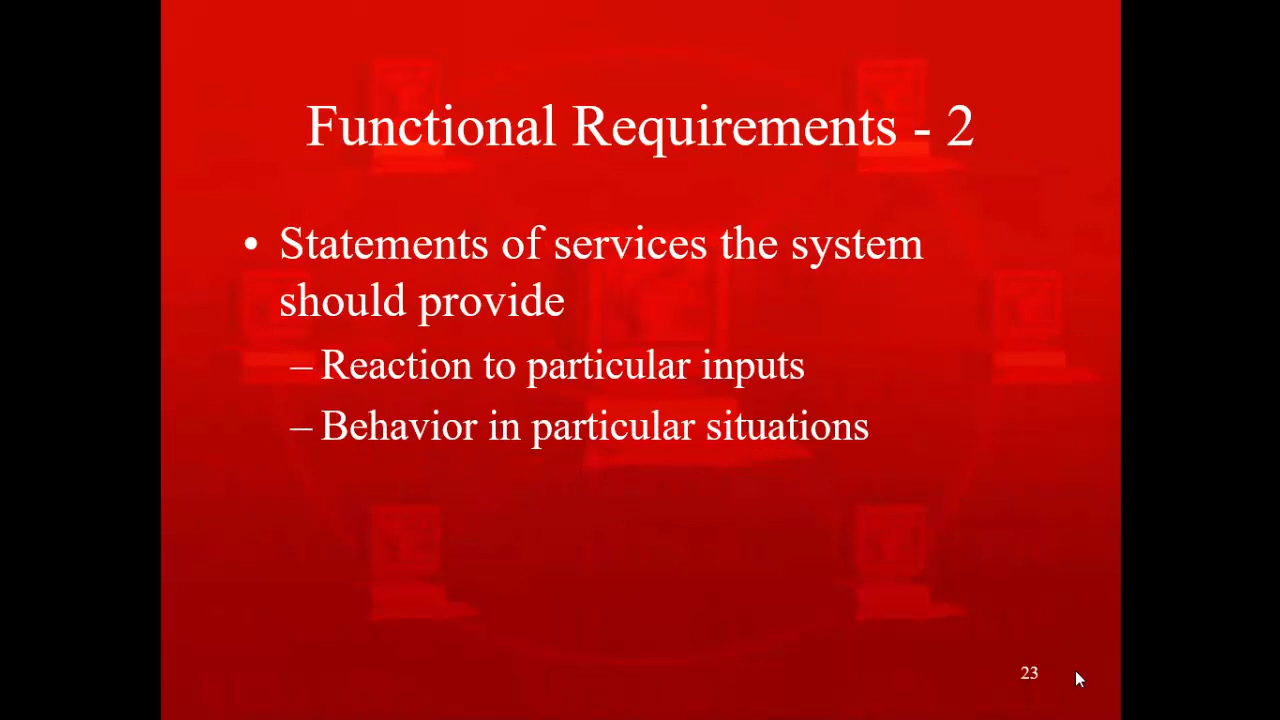 Functional Requirements - 2
• Statements of services the system
should provide
– Reaction to particular inputs
– Behavior in particular situations
23